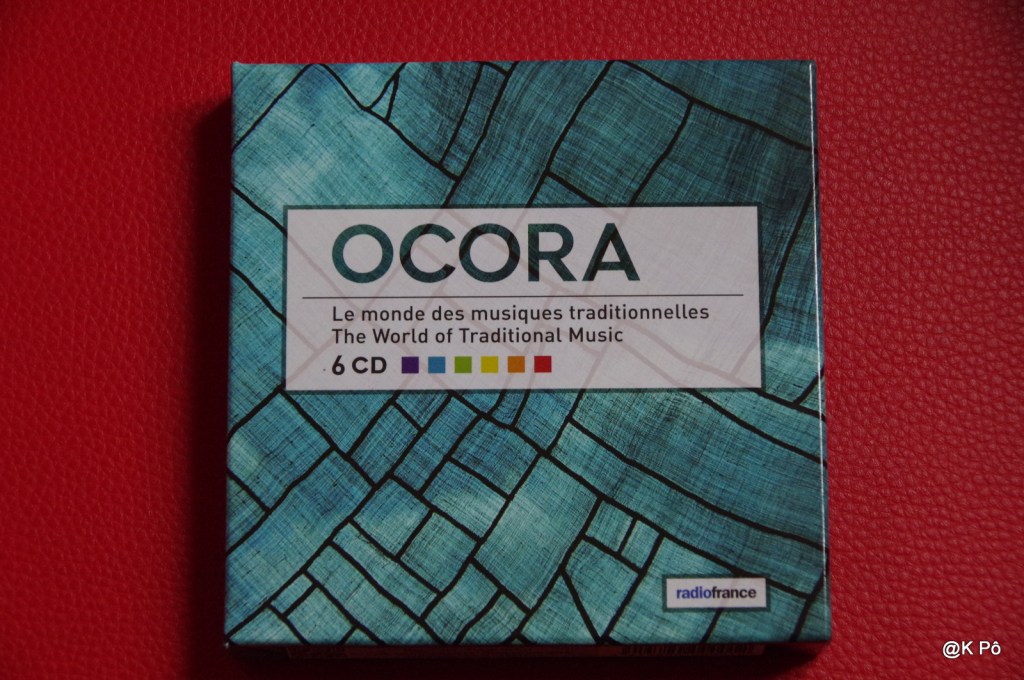 OCORA
Le monde des musiques traditionnelles
The World of Traditional Music
6 CD
radiofrance
@K Pô